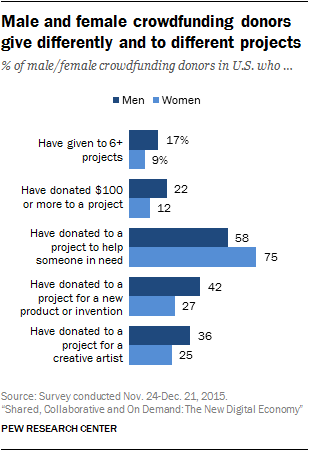 Male and female crowdfunding donors
give differently and to different projects
% of male/female crowdfunding donors in U.S. who ...
Men Women
Have given to 6+
projects
17%
9%
Have donated $100
or more to a project
22
12
Have donated to a
project to help
someone in need
58
75
Have donated to a
project for a new
product or invention
42
27
Have donated to a
project for a
creative artist
36
25
Source: Survey conducted Nov. 24-Dec. 21, 2015.
“Shared, Collaborative and On Demand: The New Digital Economy”
PEW RESEARCH CENTER